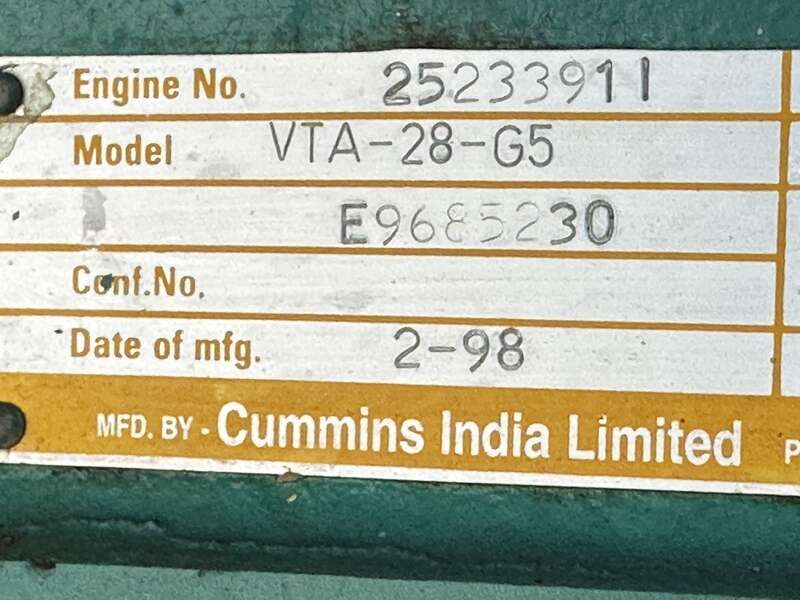 Engine No. 25233911
Model VTA-28-G5
E9685230
Conf.No.
Date of mfg. 2-98
MFD. BY - Cummins India Limited P